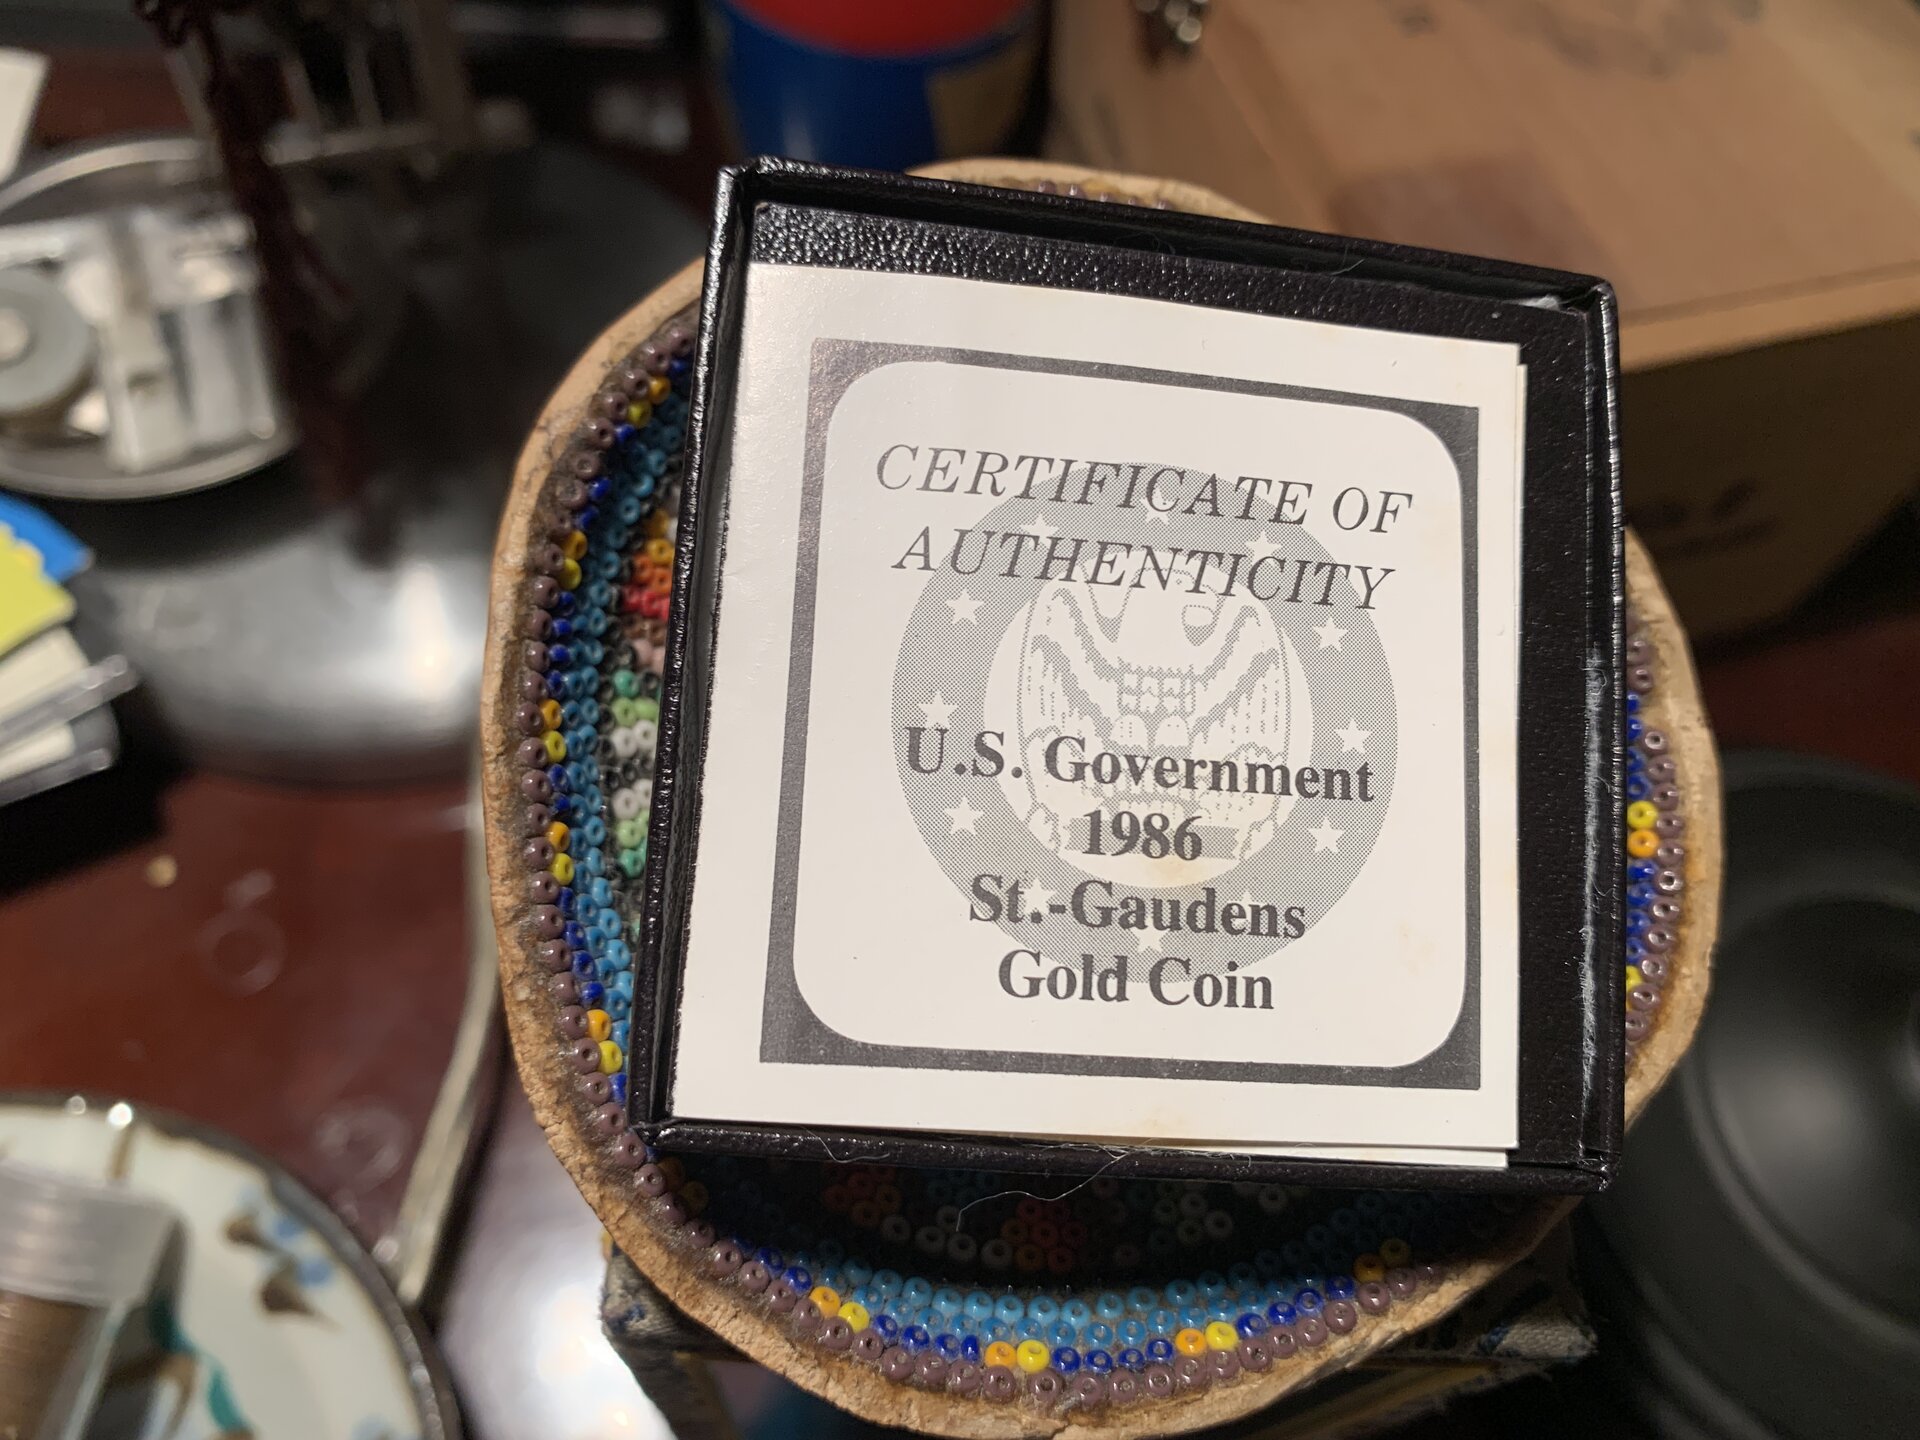 CERTIFICATE OF
AUTHENTICITY
U.S. Government
1986
St.-Gaudens
Gold Coin